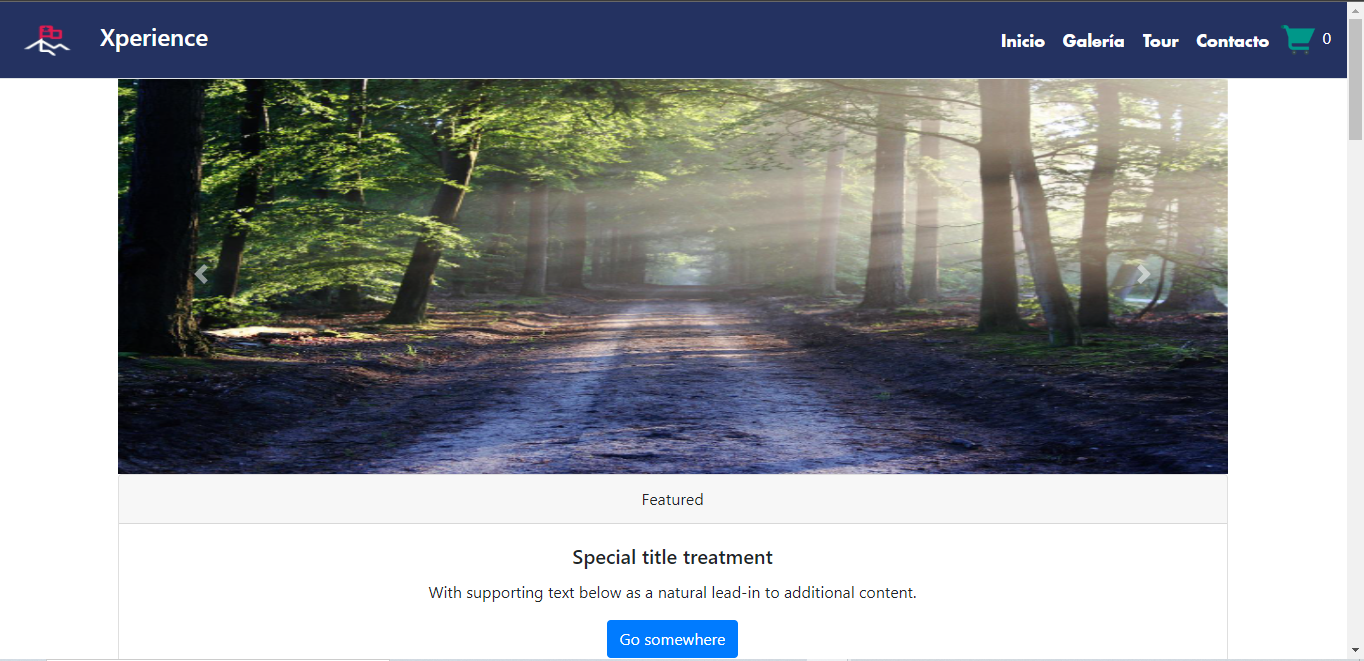 Xperience
Inicio Galería Tour Contacto 0
Featured
Special title treatment
With supporting text below as a natural lead-in to additional content.
Go somewhere